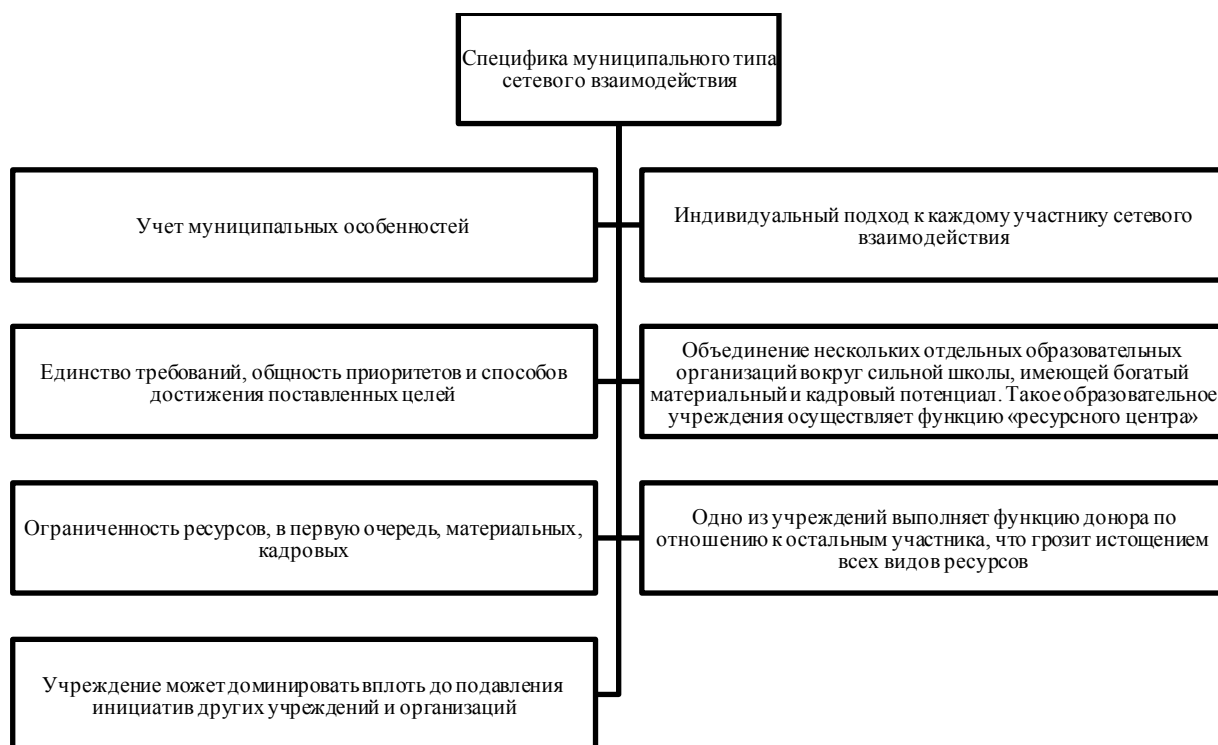 Специфика муниципального типа
сетевого взаимодействия
Учет муниципальных особенностей
Индивидуальный подход к каждому участнику сетевого
взаимодействия
Единство требований, общность приоритетов и способов
достижения поставленных целей
Объединение нескольких отдельных образовательных
организаций вокруг сильной школы, имеющей богатый
материальный и кадровый потенциал. Такое образовательное
учреждения осуществляет функцию «ресурсного центра»
Ограниченность ресурсов, в первую очередь, материальных,
кадровых
Одно из учреждений выполняет функцию донора по
отношению к остальным участника, что грозит истощением
всех видов ресурсов
Учреждение может доминировать вплоть до подавления
инициатив других учреждений и организаций